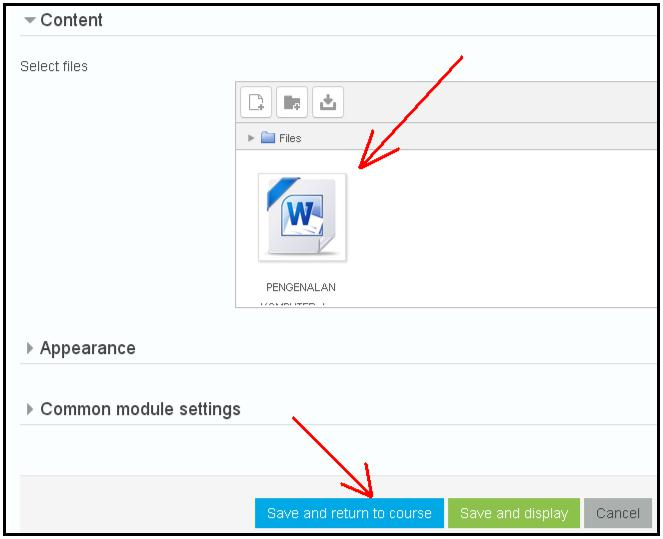 Content
Select files
Files
W
PENGENALAN
Appearance
Common module settings
Save and return to course
Save and display
Cancel